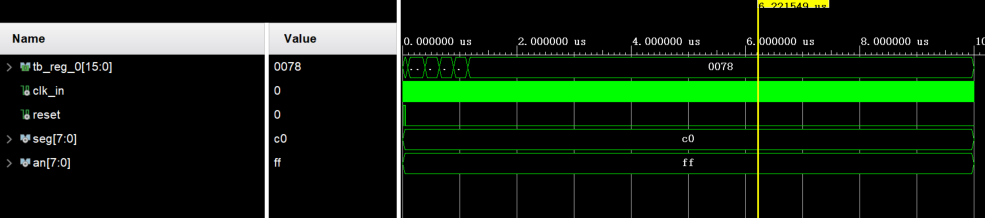 6.221549 us
Name Value
0.000000 us 2.000000 us 4.000000 us 6.000000 us 8.000000 us 10
tb_reg_0[15:0] 0078 0078
clk_in 0
reset 0
seg[7:0] c0 c0
an[7:0] ff ff